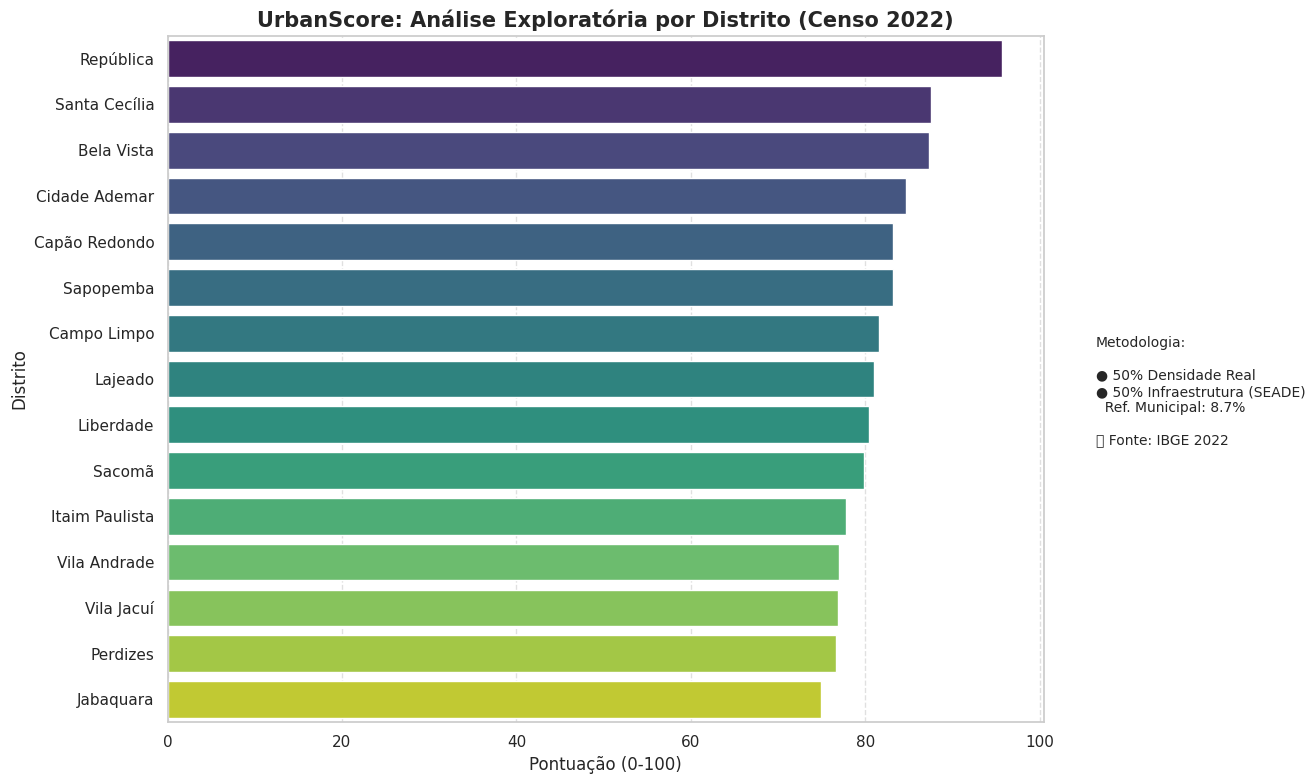 UrbanScore: Análise Exploratória por Distrito (Censo 2022)
Distrito
República
Santa Cecília
Bela Vista
Cidade Ademar
Capão Redondo
Sapopemba
Campo Limpo
Lajeado
Liberdade
Sacomã
Itaim Paulista
Vila Andrade
Vila Jacuí
Perdizes
Jabaquara
0 20 40 60 80 100
Pontuação (0-100)
Metodologia:
● 50% Densidade Real
● 50% Infraestrutura (SEADE)
Ref. Municipal: 8.7%
▯ Fonte: IBGE 2022